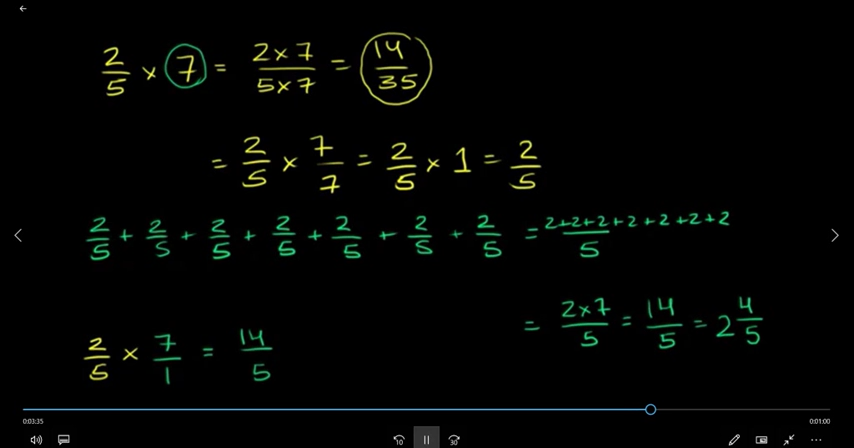 2/5 × 7 = 2×7/5×7 = 14/35
= 2/5 × 7/7 = 2/5 × 1 = 2/5
2/5 + 2/5 + 2/5 + 2/5 + 2/5 + 2/5 + 2/5 = 2+2+2+2+2+2+2/5
= 2×7/5 = 14/5 = 2 4/5
2/5 × 7/1 = 14/5
0:03:35 0:01:00
10 30